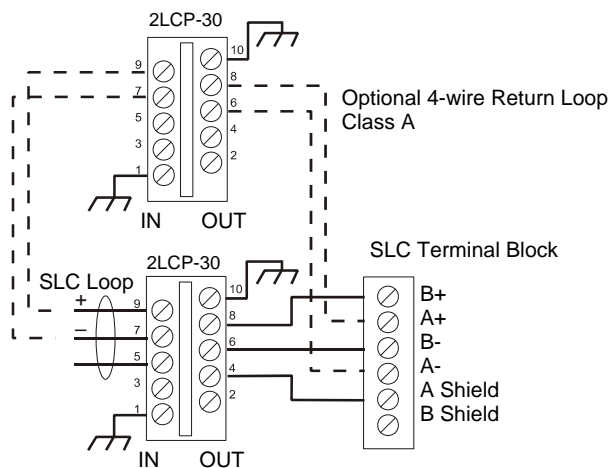 2LCP-30
10
9
8
7
6
5
4
3
2
1
IN OUT
Optional 4-wire Return Loop
Class A
SLC Terminal Block
2LCP-30
SLC Loop
+
–
10
9
8
7
6
5
4
3
2
1
IN OUT
B+
A+
B-
A-
A Shield
B Shield